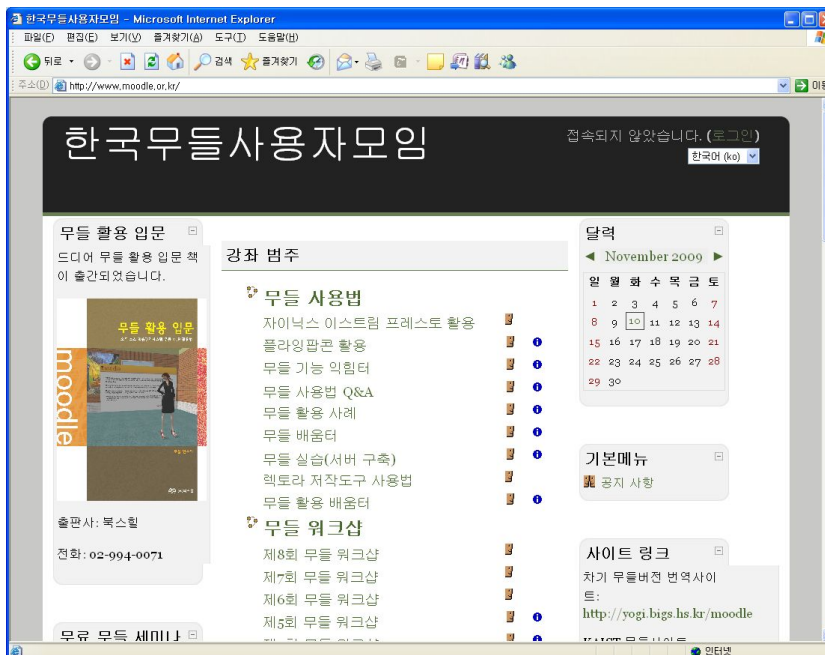 한국무들사용자모임 - Microsoft Internet Explorer
파일(F) 편집(E) 보기(V) 즐겨찾기(A) 도구(T) 도움말(H)
뒤로 검색 즐겨찾기
주소(D) http://www.moodle.or.kr/ 이동
한국무들사용자모임
접속되지 않았습니다. (로그인)
한국어 (ko)
무들 활용 입문
드디어 무들 활용 입문 책
이 출간되었습니다.
무들 활용 입문
moodle
출판사: 북스힐
전화: 02-994-0071
무료 무들 세미나
강좌 범주
무들 사용법
자이닉스 이스트림 프레스토 활용
플라잉팝콘 활용
무들 기능 익힘터
무들 사용법 Q&A
무들 활용 사례
무들 배움터
무들 실습(서버 구축)
렉토라 저작도구 사용법
무들 활용 배움터
무들 워크샵
제8회 무들 워크샵
제7회 무들 워크샵
제6회 무들 워크샵
제5회 무들 워크샵
달력
◄ November 2009 ►
일 월 화 수 목 금 토
1 2 3 4 5 6 7
8 9 10 11 12 13 14
15 16 17 18 19 20 21
22 23 24 25 26 27 28
29 30
기본메뉴
공지 사항
사이트 링크
차기 무들버전 번역사이
트:
http://yogi.bigs.hs.kr/moodle
KAIST 무들사이트
인터넷